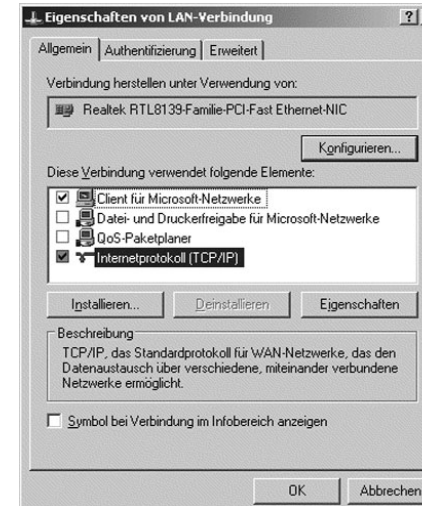 Eigenschaften von LAN-Verbindung
Allgemein Authentifizierung Erweitert
Verbindung herstellen unter Verwendung von:
Realtek RTL8139-Familie-PCI-Fast Ethernet-NIC
Konfigurieren...
Diese Verbindung verwendet folgende Elemente:
Client für Microsoft-Netzwerke
Datei- und Druckerfreigabe für Microsoft-Netzwerke
QoS-Paketplaner
Internetprotokoll (TCP/IP)
Installieren... Deinstallieren Eigenschaften
Beschreibung
TCP/IP, das Standardprotokoll für WAN-Netzwerke, das den
Datenaustausch über verschiedene, miteinander verbundene
Netzwerke ermöglicht.
Symbol bei Verbindung im Infobereich anzeigen
OK Abbrechen